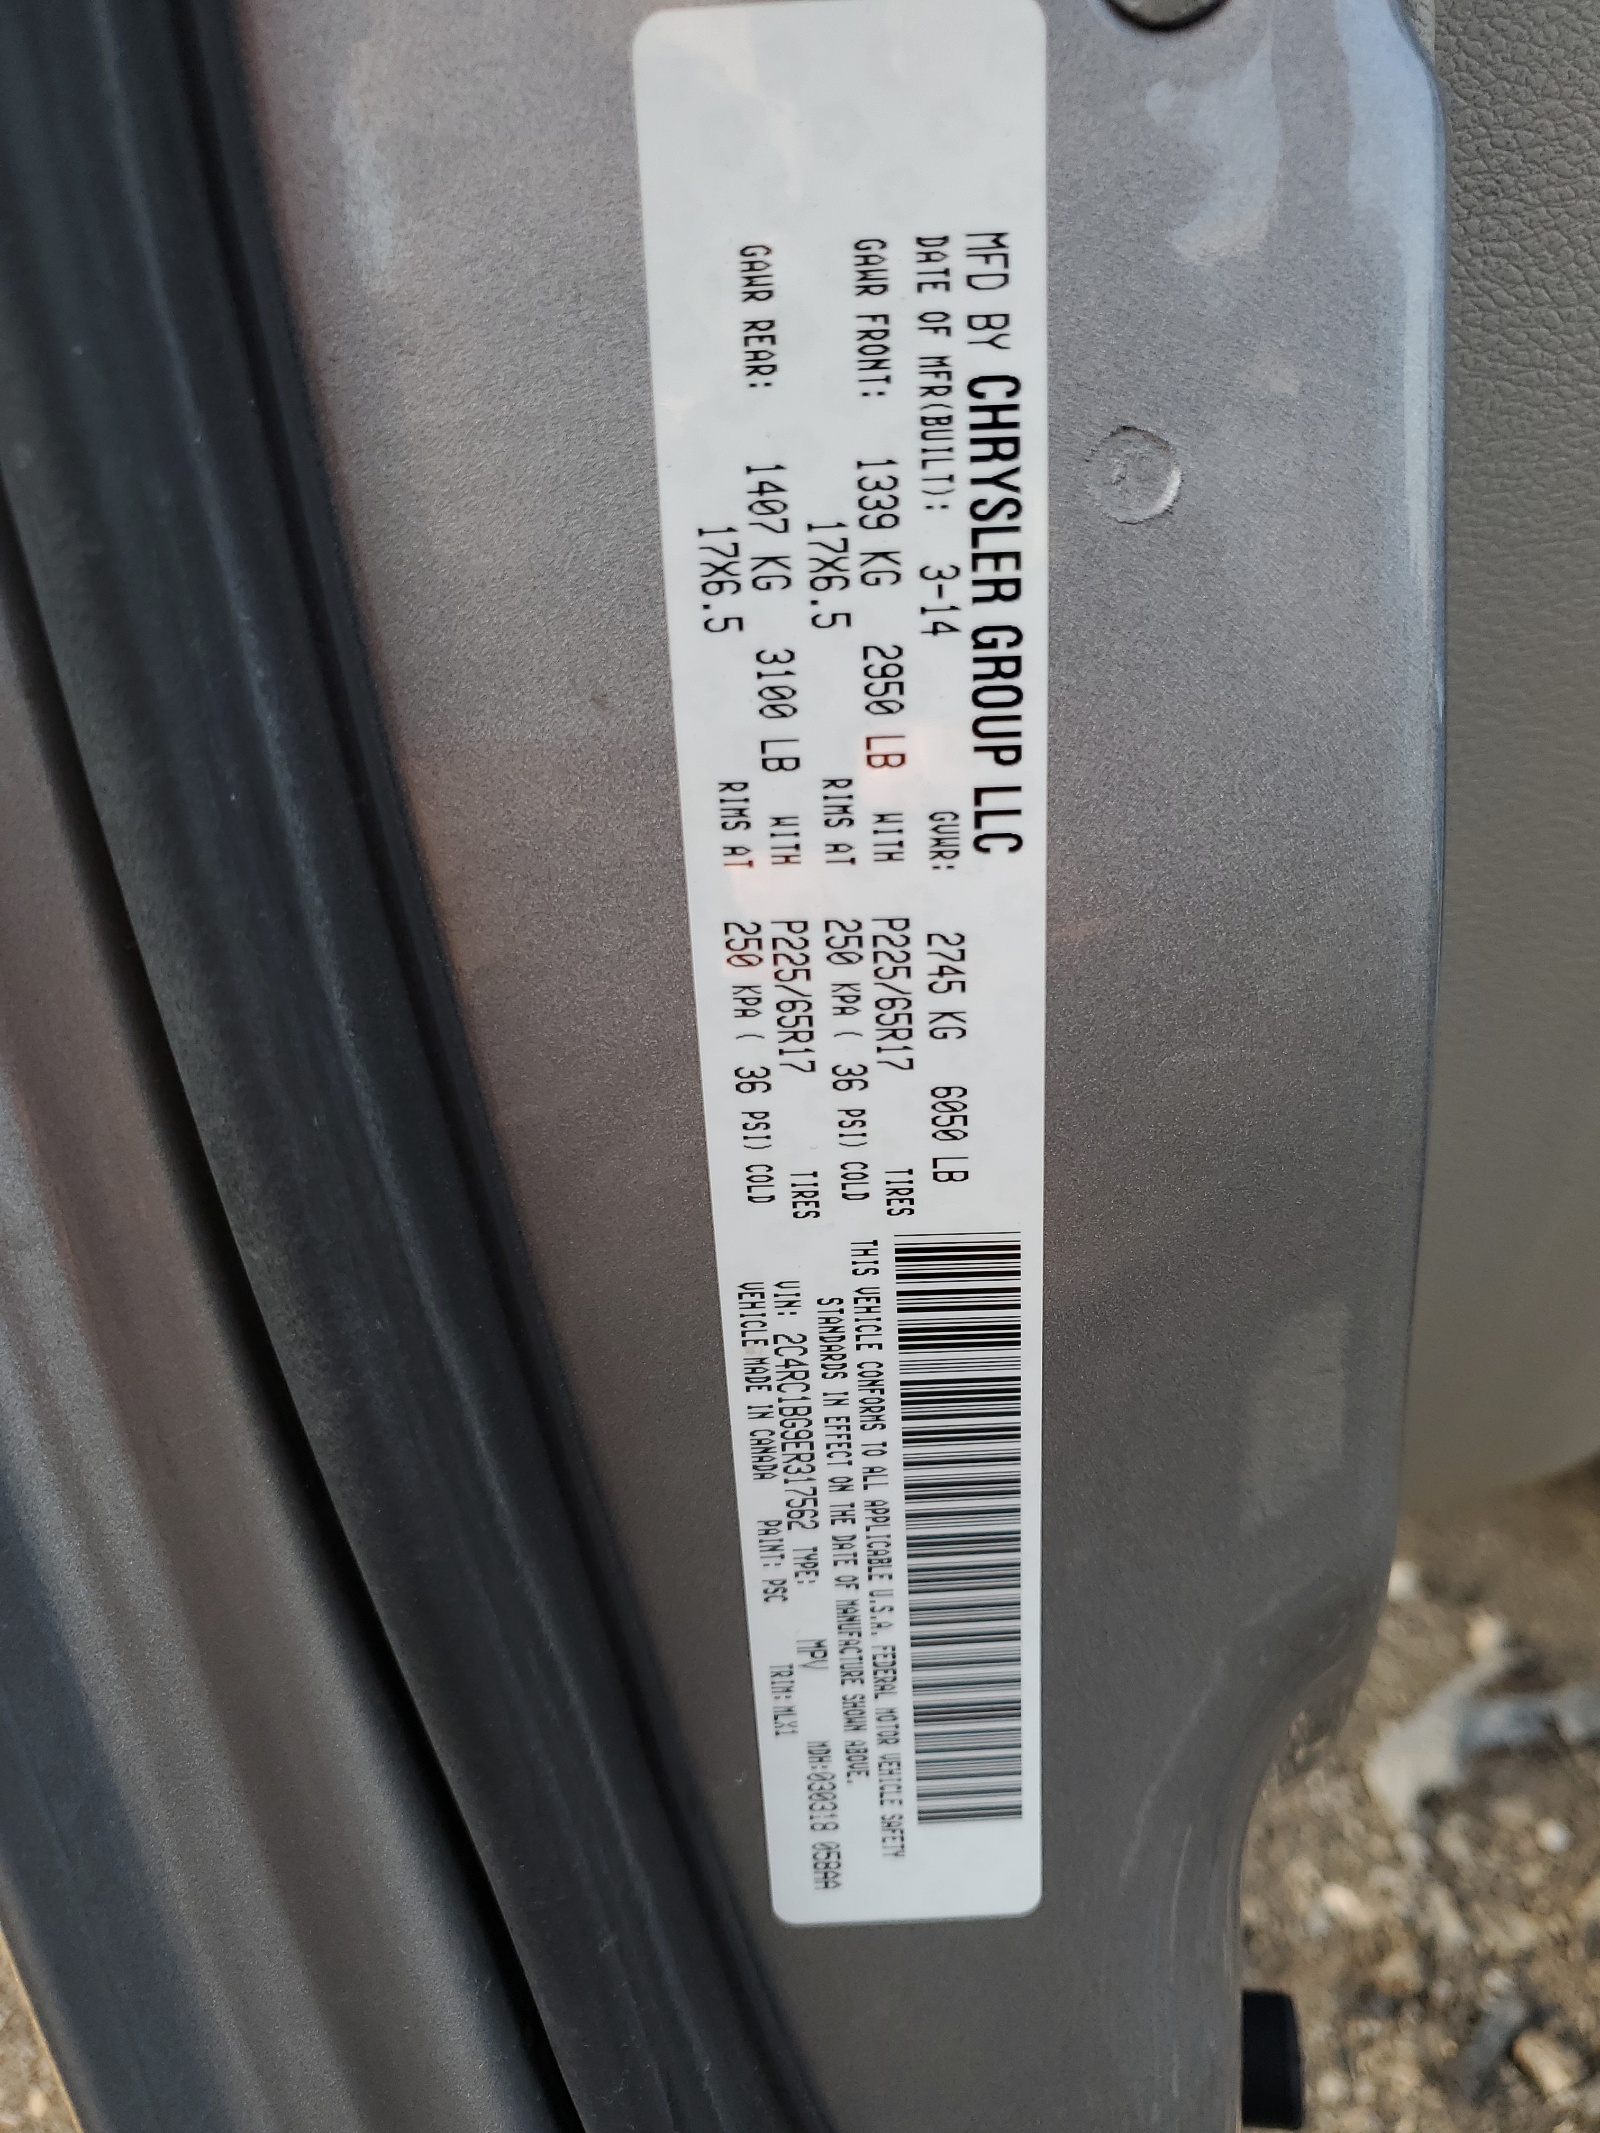 MFD BY CHRYSLER GROUP LLC
DATE OF MFR(BUILT): 3-14 GVWR: 2745 KG 6050 LB
GAWR FRONT: 1339 KG 2950 LB WITH P225/65R17 TIRES
17X6.5 RIMS AT 250 KPA ( 36 PSI) COLD
GAWR REAR: 1407 KG 3100 LB WITH P225/65R17 TIRES
17X6.5 RIMS AT 250 KPA ( 36 PSI) COLD
THIS VEHICLE CONFORMS TO ALL APPLICABLE U.S.A. FEDERAL MOTOR VEHICLE SAFETY
STANDARDS IN EFFECT ON THE DATE OF MANUFACTURE SHOWN ABOVE.
VIN: 2C4RC1BG9ER317562 TYPE: MPV MDH:030318 058AA
VEHICLE MADE IN CANADA PAINT: PSC TRIM: MLX1